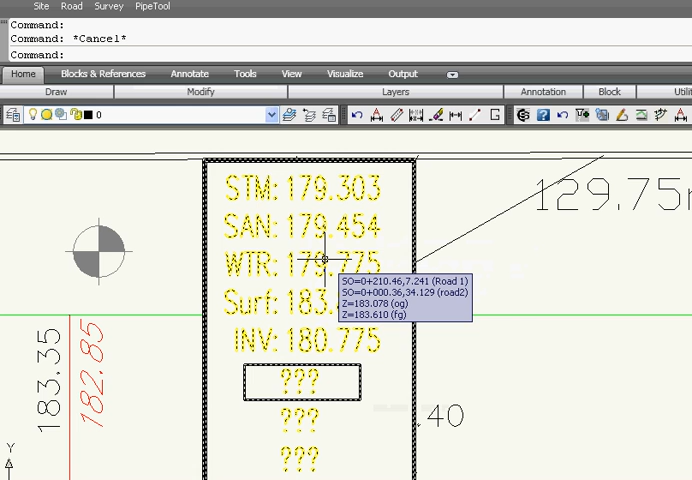 Site Road Survey PipeTool
Command:
Command: *Cancel*
Command:
Home Blocks & References Annotate Tools View Visualize Output
Draw Modify Layers Annotation Block
0
STM: 179.303
129.75
SAN: 179.454
WTR: 179.775
SO=0+210.46,7.241 (Road 1)
SO=0+000.36,34.129 (road2)
Z=183.078 (og)
Z=183.610 (fg)
Surf: 183.
INV: 180.775
183.35
182.85
???
.40
???
???
Y